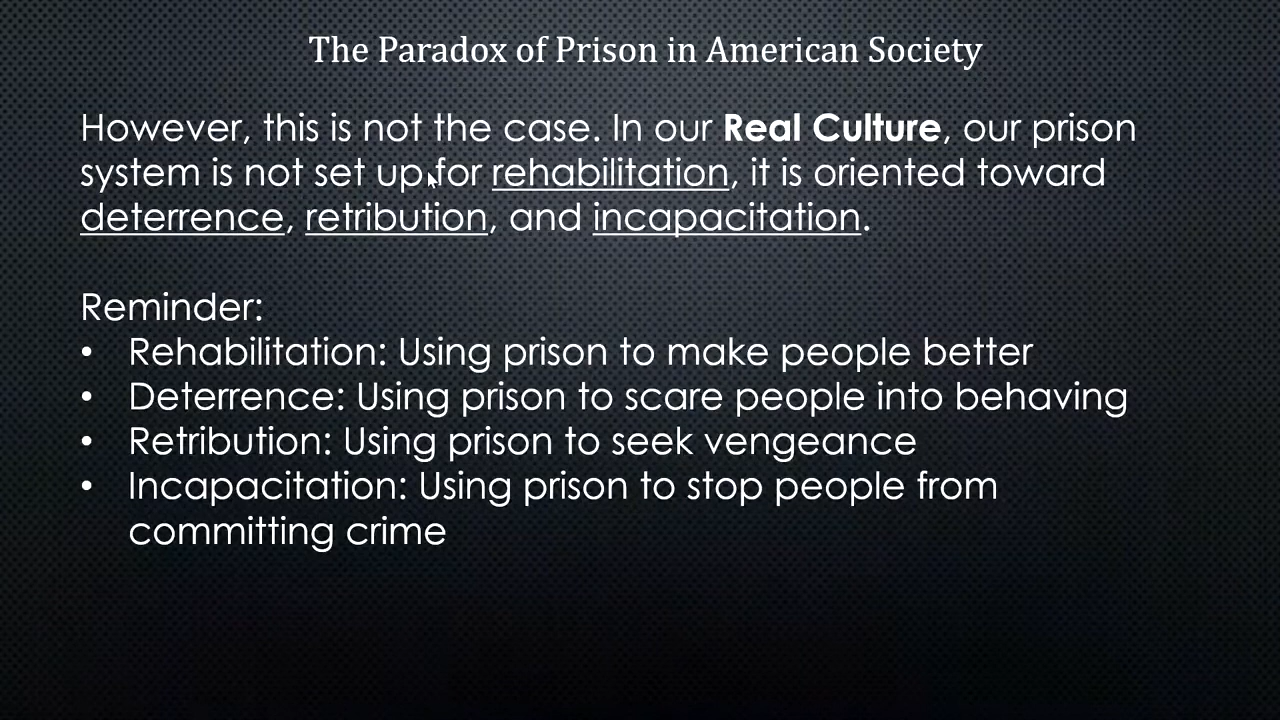 The Paradox of Prison in American Society
However, this is not the case. In our Real Culture, our prison
system is not set up for rehabilitation, it is oriented toward
deterrence, retribution, and incapacitation.
Reminder:
• Rehabilitation: Using prison to make people better
• Deterrence: Using prison to scare people into behaving
• Retribution: Using prison to seek vengeance
• Incapacitation: Using prison to stop people from
committing crime